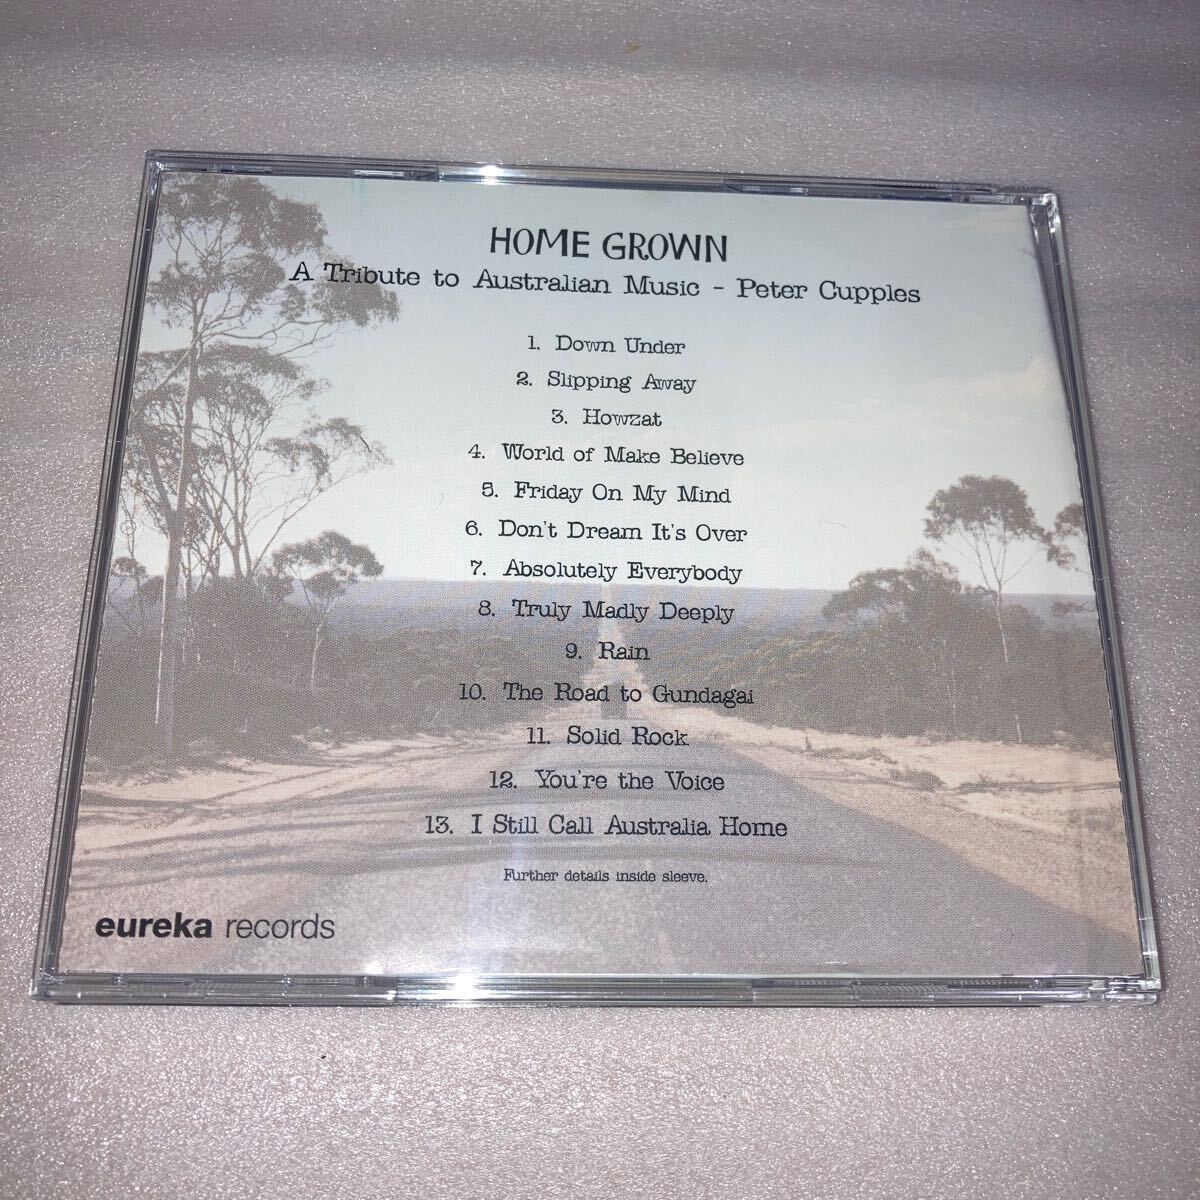 HOME GROWN
A Tribute to Australian Music - Peter Cupples
1. Down Under
2. Slipping Away
3. Howzat
4. World of Make Believe
5. Friday On My Mind
6. Don't Dream It's Over
7. Absolutely Everybody
8. Truly Madly Deeply
9. Rain
10. The Road to Gundagai
11. Solid Rock
12. You're the Voice
13. I Still Call Australia Home
Further details inside sleeve.
eureka records